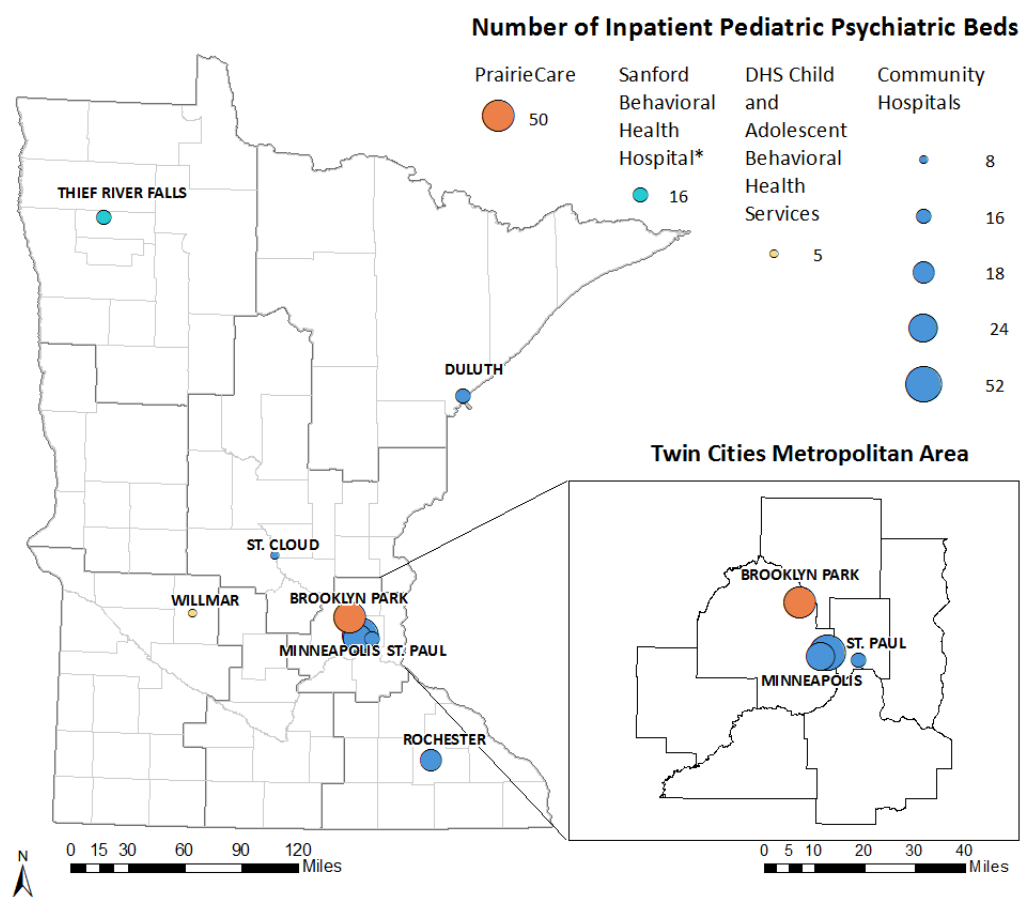 Number of Inpatient Pediatric Psychiatric Beds
PrairieCare
50
Sanford
Behavioral
Health
Hospital*
16
DHS Child
and
Adolescent
Behavioral
Health
Services
5
Community
Hospitals
8
16
18
24
52
THIEF RIVER FALLS
DULUTH
ST. CLOUD
WILLMAR
BROOKLYN PARK
MINNEAPOLIS ST. PAUL
ROCHESTER
Twin Cities Metropolitan Area
BROOKLYN PARK
ST. PAUL
MINNEAPOLIS
N
0 15 30 60 90 120
Miles
0 5 10 20 30 40
Miles